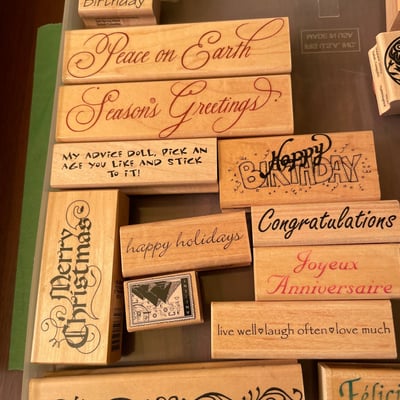 Birthday
Peace on Earth
Season's Greetings
MY ADVICE DOLL, PICK AN
AGE YOU LIKE AND STICK
TO IT!
Happy
BIRTHDAY
Merry
Christmas
happy holidays
Congratulations
Joyeux
Anniversaire
live well♥laugh often♥love much
Félici